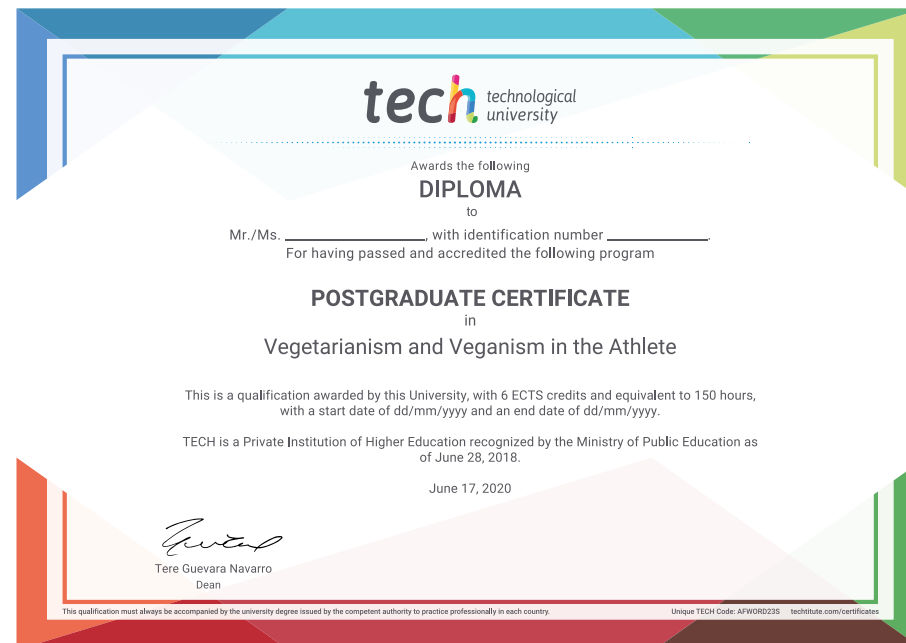 tech technological
university
Awards the following
DIPLOMA
to
Mr./Ms. ____________, with identification number ____________.
For having passed and accredited the following program
POSTGRADUATE CERTIFICATE
in
Vegetarianism and Veganism in the Athlete
This is a qualification awarded by this University, with 6 ECTS credits and equivalent to 150 hours,
with a start date of dd/mm/yyyy and an end date of dd/mm/yyyy.
TECH is a Private Institution of Higher Education recognized by the Ministry of Public Education as
of June 28, 2018.
June 17, 2020
Tere Guevara Navarro
Dean
This qualification must always be accompanied by the university degree issued by the competent authority to practice professionally in each country.
Unique TECH Code: AFWORD23S techtitute.com/certificates